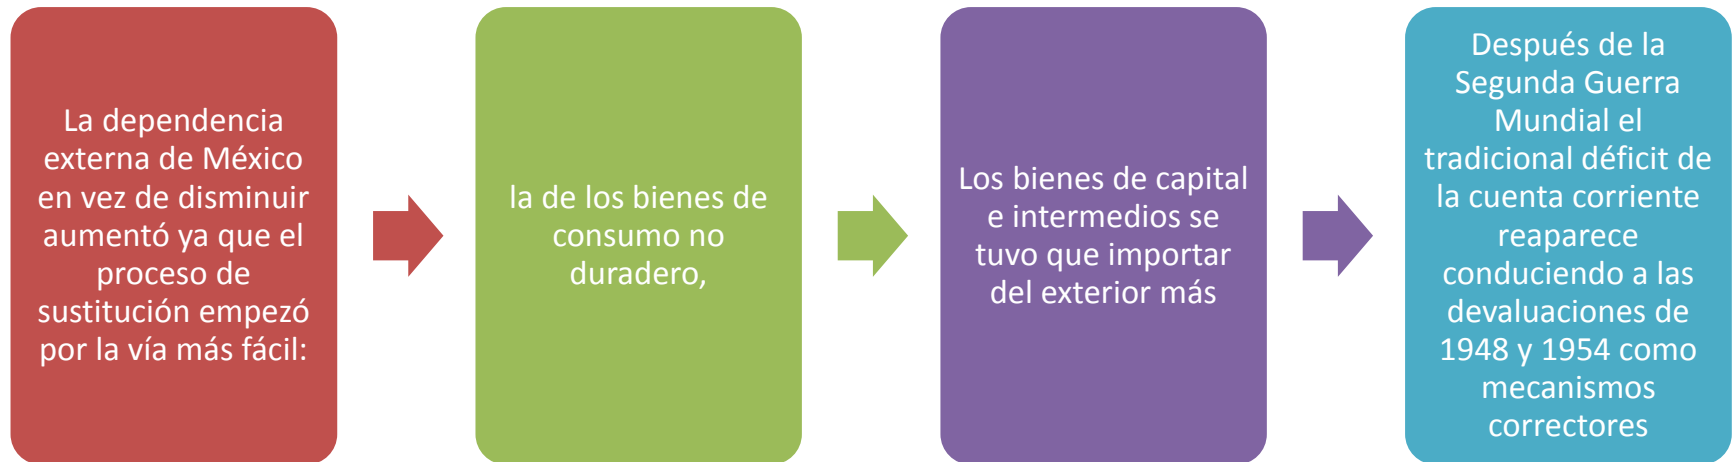 La dependencia
externa de México
en vez de disminuir
aumentó ya que el
proceso de
sustitución empezó
por la vía más fácil:
la de los bienes de
consumo no
duradero,
Los bienes de capital
e intermedios se
tuvo que importar
del exterior más
Después de la
Segunda Guerra
Mundial el
tradicional déficit de
la cuenta corriente
reaparece
conduciendo a las
devaluaciones de
1948 y 1954 como
mecanismos
correctores